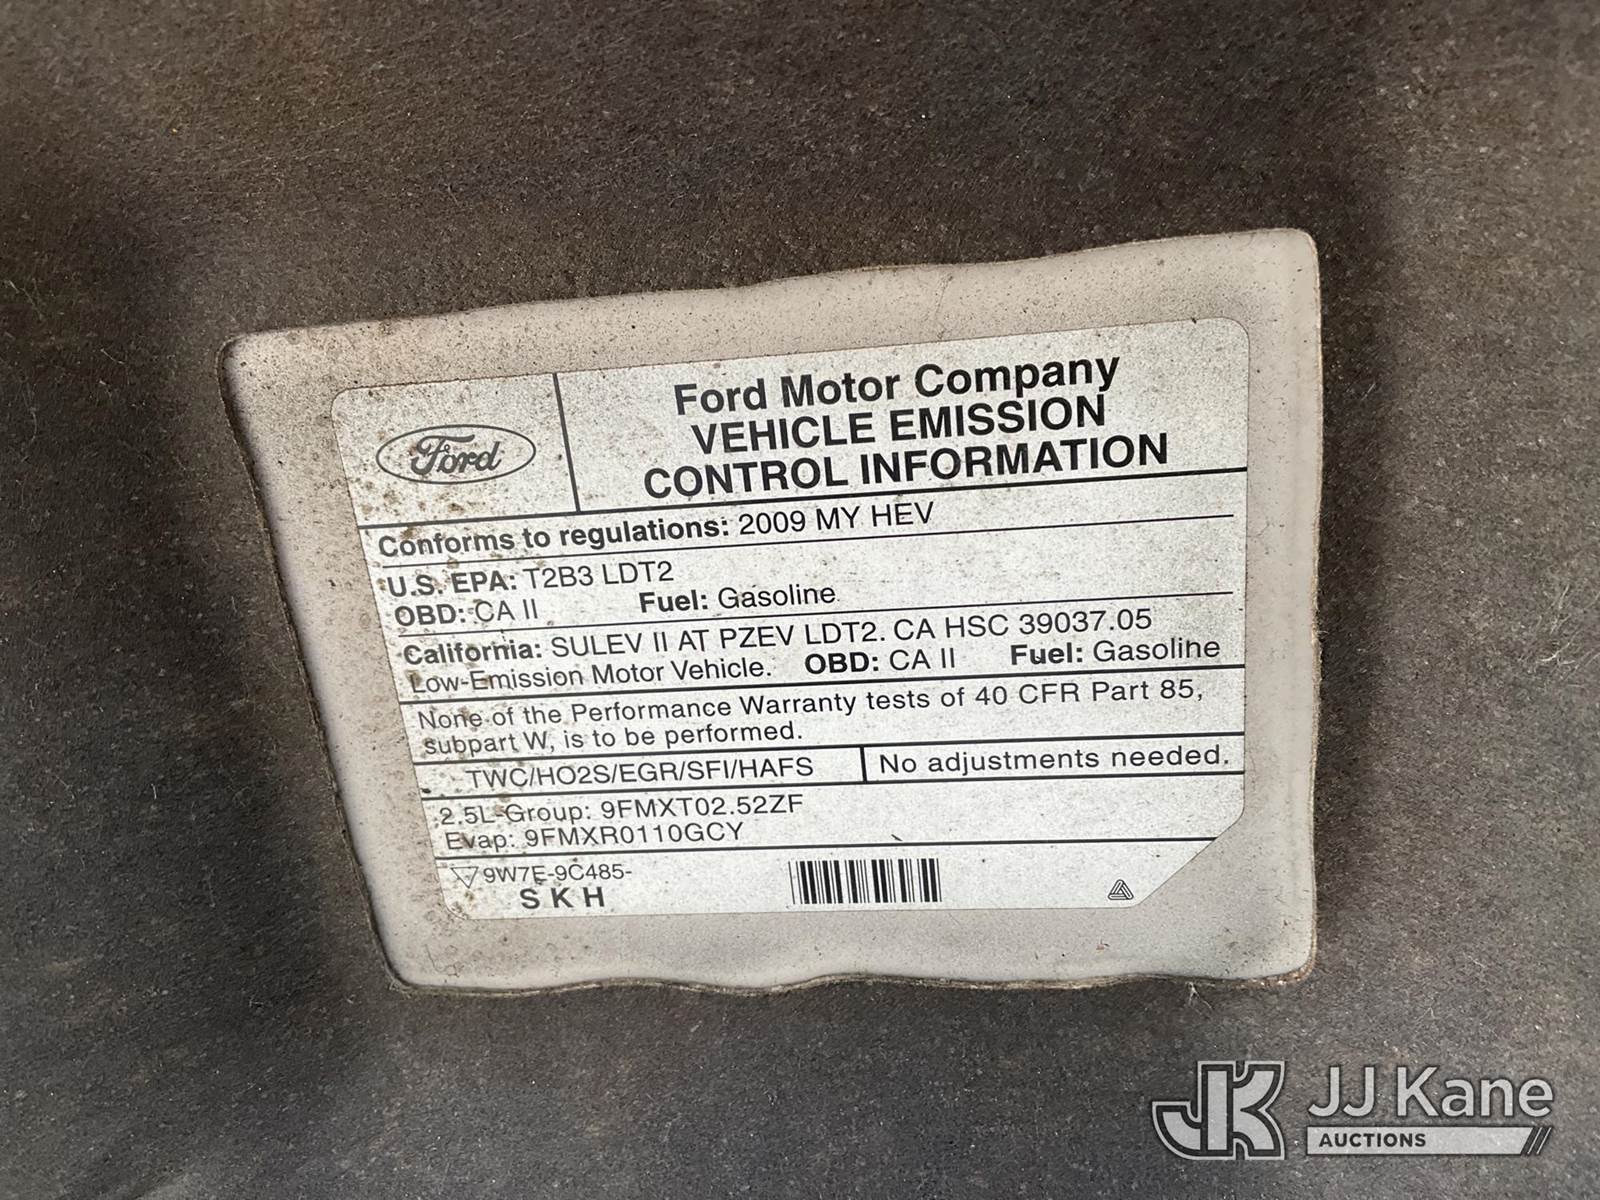 Ford
Ford Motor Company
VEHICLE EMISSION
CONTROL INFORMATION
Conforms to regulations: 2009 MY HEV
U.S. EPA: T2B3 LDT2
OBD: CA II Fuel: Gasoline
California: SULEV II AT PZEV LDT2. CA HSC 39037.05
Low-Emission Motor Vehicle. OBD: CA II Fuel: Gasoline
None of the Performance Warranty tests of 40 CFR Part 85,
subpart W, is to be performed.
TWC/HO2S/EGR/SFI/HAFS No adjustments needed.
2.5L-Group: 9FMXT02.52ZF
Evap: 9FMXR0110GCY
9W7E-9C485-
S K H
JK JJ Kane
AUCTIONS